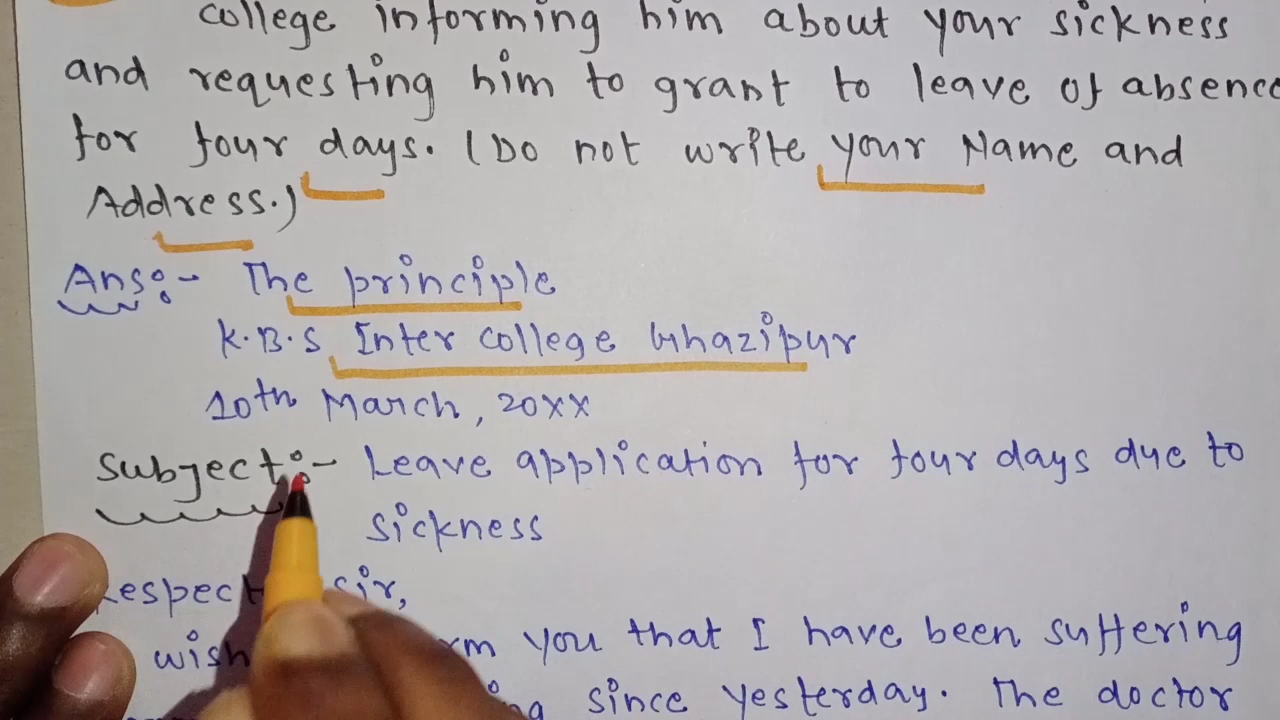 college informing him about your sickness
and requesting him to grant to leave of absence
for four days. (Do not write your Name and
Address.)
Ans:- The principle
K.B.S Inter college Ghazipur
10th March, 20XX
Subject:- Leave application for four days due to
sickness
sir,
you that I have been suffering
since yesterday. The doctor